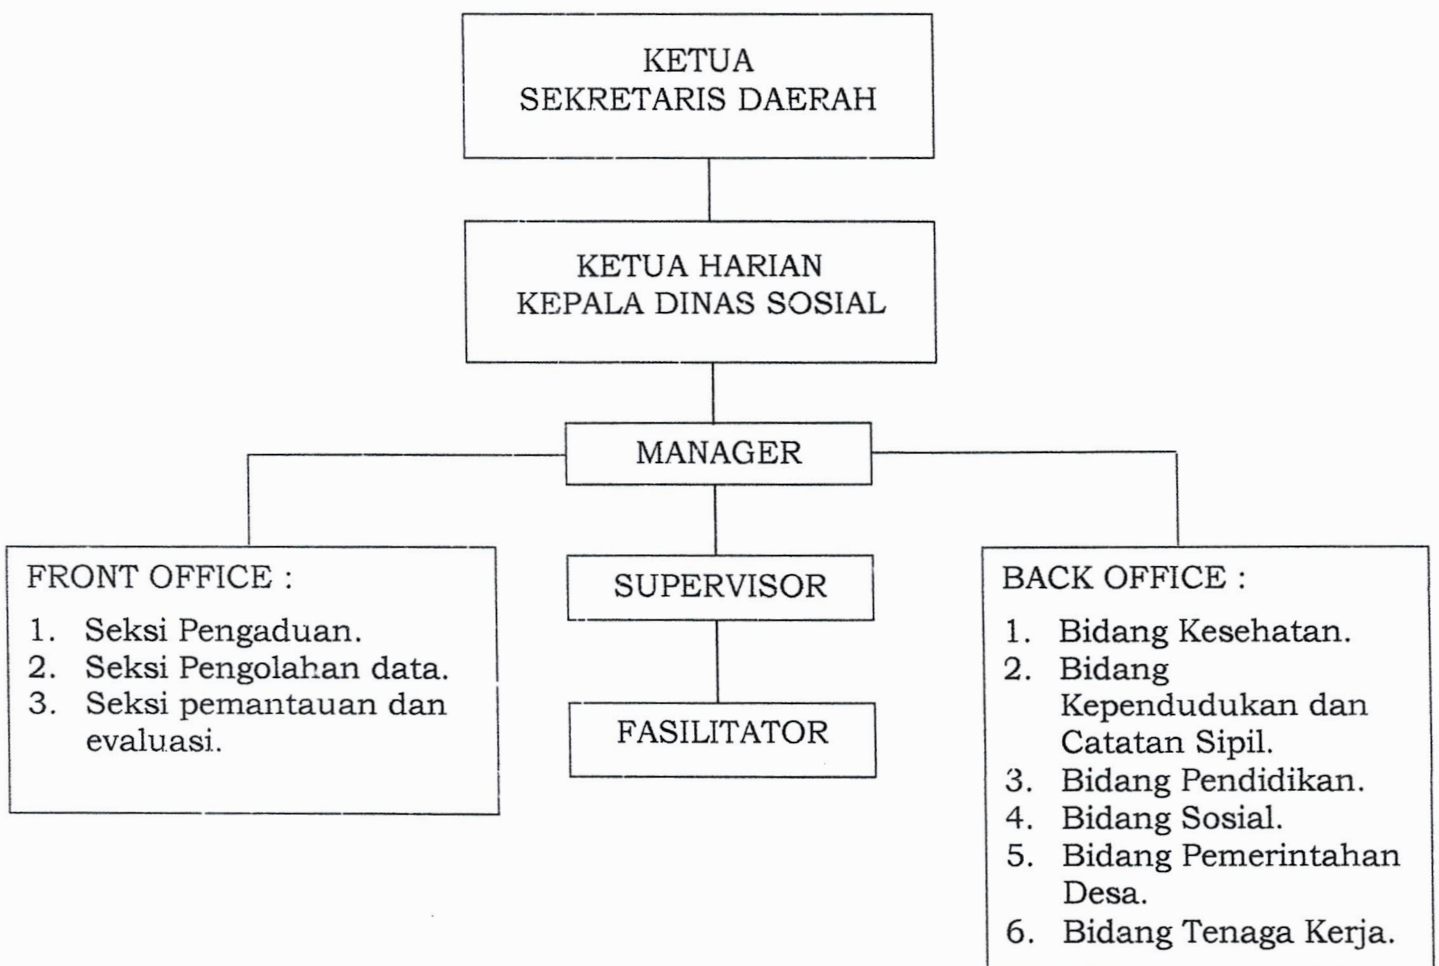 KETUA
SEKRETARIS DAERAH
KETUA HARIAN
KEPALA DINAS SOSIAL
MANAGER
FRONT OFFICE :
1. Seksi Pengaduan.
2. Seksi Pengolahan data.
3. Seksi pemantauan dan
evaluasi.
SUPERVISOR
FASILITATOR
BACK OFFICE :
1. Bidang Kesehatan.
2. Bidang
Kependudukan dan
Catatan Sipil.
3. Bidang Pendidikan.
4. Bidang Sosial.
5. Bidang Pemerintahan
Desa.
6. Bidang Tenaga Kerja.